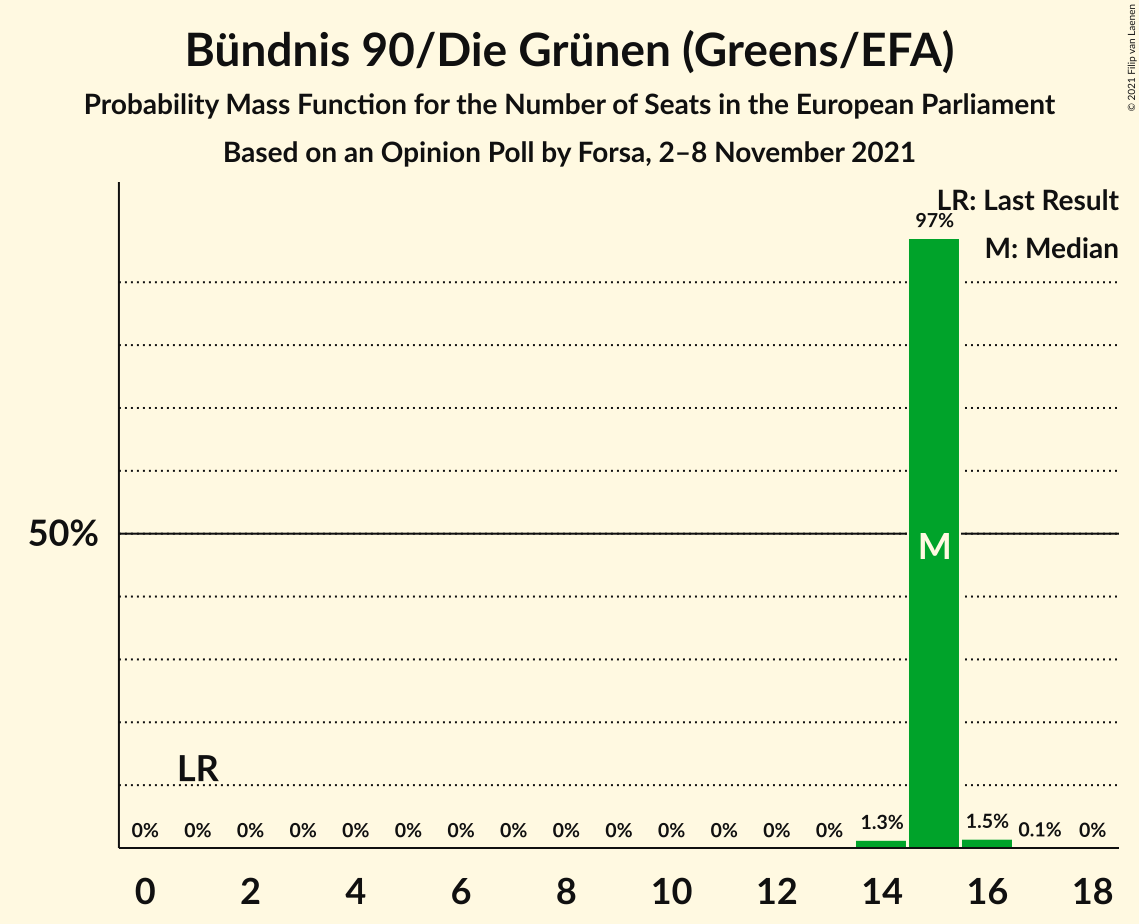 Bündnis 90/Die Grünen (Greens/EFA)
Probability Mass Function for the Number of Seats in the European Parliament
Based on an Opinion Poll by Forsa, 2–8 November 2021
© 2021 Filip van Laenen
LR: Last Result
97%
M: Median
50%
M
LR
0% 0% 0% 0% 0% 0% 0% 0% 0% 0% 0% 0% 0% 0% 1.3% 1.5% 0.1% 0%
0 2 4 6 8 10 12 14 16 18